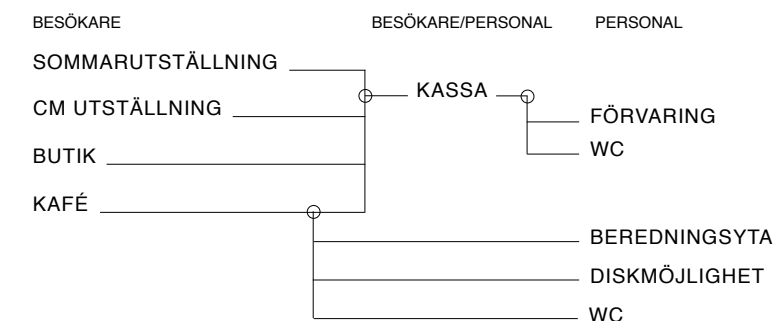 BESÖKARE BESÖKARE/PERSONAL PERSONAL
SOMMARUTSTÄLLNING
KASSA
CM UTSTÄLLNING
FÖRVARING
BUTIK
WC
KAFÉ
BEREDNINGSYTA
DISKMÖJLIGHET
WC